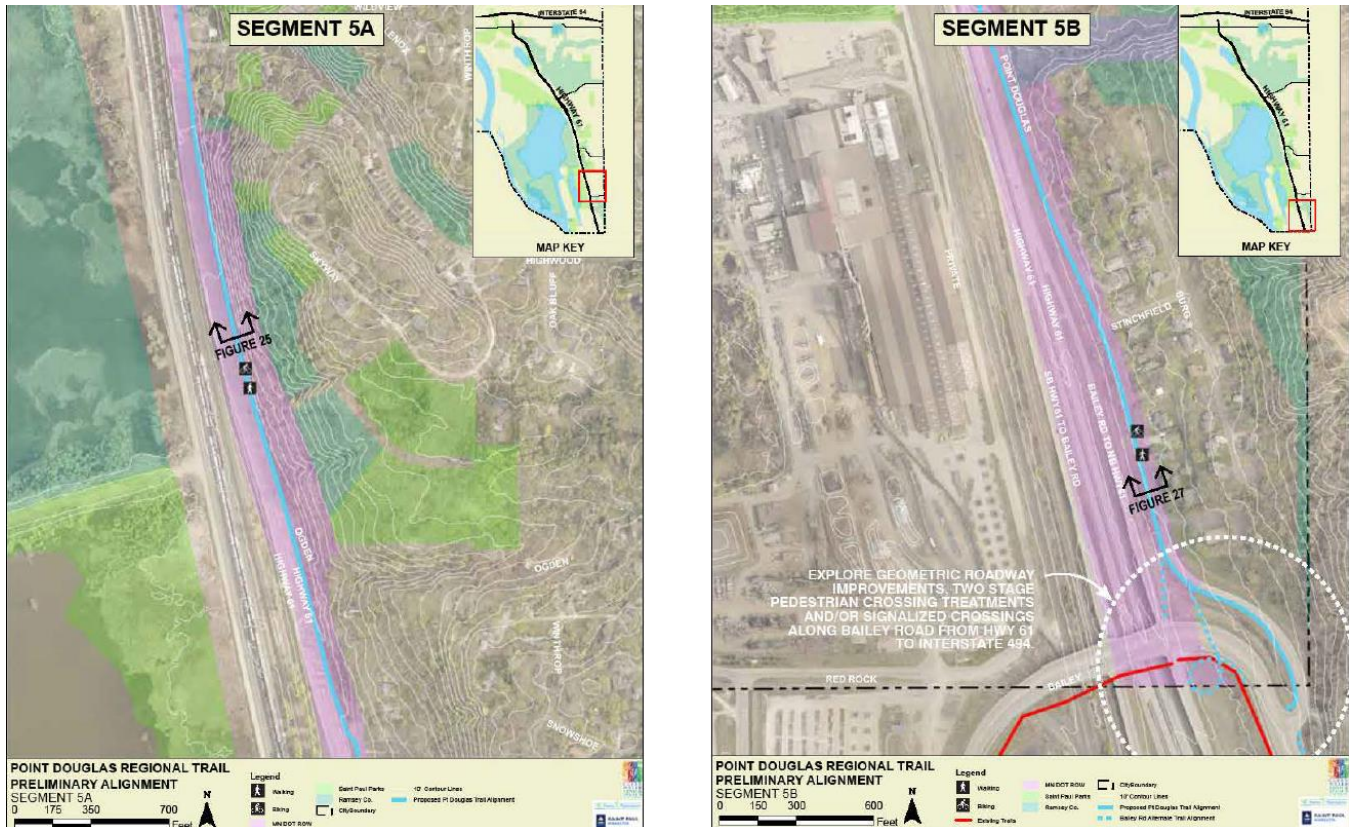 SEGMENT 5A
KNOX
WINTHROP
INTERSTATE 94
HIGHWAY 61
MAP KEY
HIGHWOOD
SKYWAY
OAK BLUFF
FIGURE 25
OGDEN
HIGHWAY 61
HIGHWAY 61
OGDEN
WINTHROP
SNOWSHOE
POINT DOUGLAS REGIONAL TRAIL
PRELIMINARY ALIGNMENT
SEGMENT 5A
0 175 350 700
Feet
N
Legend
Walking
Biking
MN DOT ROW
Saint Paul Parks
Ramsey Co.
10' Contour Lines
Proposed Pt Douglas Trail Alignment
City Boundary
SEGMENT 5B
POINT DOUGLAS
INTERSTATE 94
HIGHWAY 61
MAP KEY
PRIVATE
HIGHWAY 61
HIGHWAY 61
STINCHFIELD
BURG
SB HWY 61 TO BAILEY RD
BAILEY RD TO NB HWY 61
FIGURE 27
EXPLORE GEOMETRIC ROADWAY
IMPROVEMENTS, TWO STAGE
PEDESTRIAN CROSSING TREATMENTS
AND/OR SIGNALIZED CROSSINGS
ALONG BAILEY ROAD FROM HWY 61
TO INTERSTATE 494.
RED ROCK
BAILEY
POINT DOUGLAS REGIONAL TRAIL
PRELIMINARY ALIGNMENT
SEGMENT 5B
0 150 300 600
Feet
N
Legend
Walking
Biking
Existing Trails
MN DOT ROW
Saint Paul Parks
Ramsey Co.
10' Contour Lines
City Boundary
Proposed Pt Douglas Trail Alignment
Bailey Rd Alternate Trail Alignment